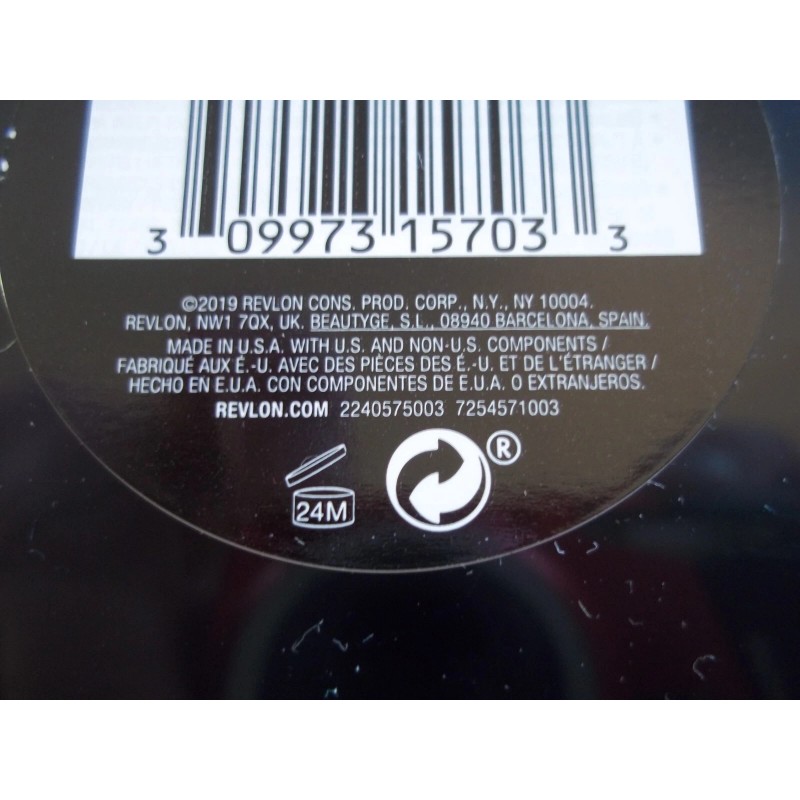 3 09973 15703 3
©2019 REVLON CONS. PROD. CORP., N.Y., NY 10004.
REVLON, NW1 7QX, UK. BEAUTYGE, S.L., 08940 BARCELONA, SPAIN.
MADE IN U.S.A. WITH U.S. AND NON-U.S. COMPONENTS /
FABRIQUÉ AUX É.-U. AVEC DES PIÈCES DES É.-U. ET DE L'ÉTRANGER /
HECHO EN E.U.A. CON COMPONENTES DE E.U.A. O EXTRANJEROS.
REVLON.COM 2240575003 7254571003
®
24M